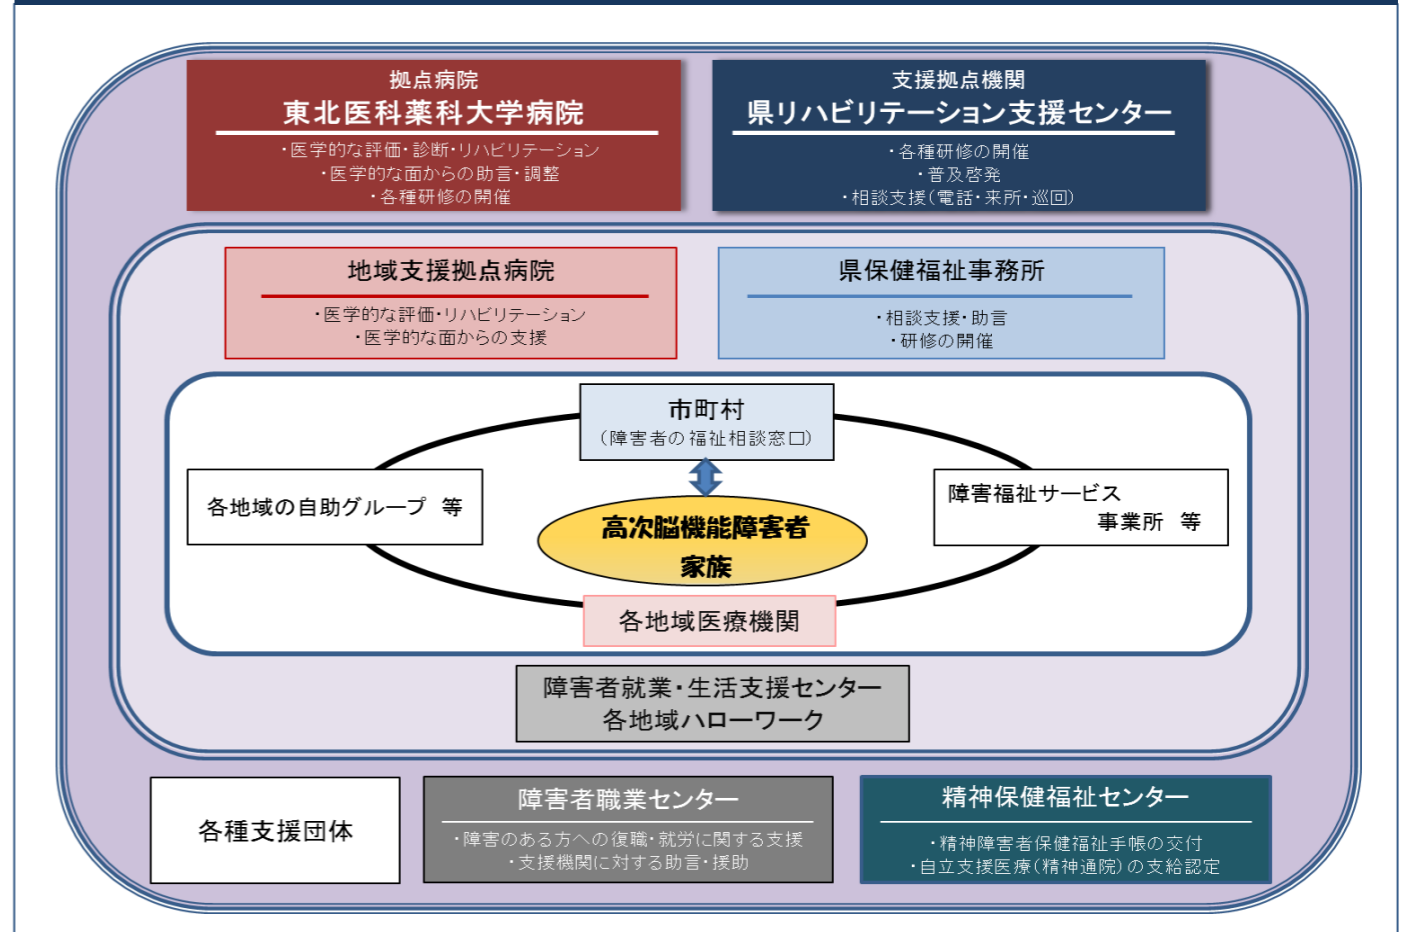 拠点病院
東北医科薬科大学病院
・医学的な評価・診断・リハビリテーション
・医学的な面からの助言・調整
・各種研修の開催
支援拠点機関
県リハビリテーション支援センター
・各種研修の開催
・普及啓発
・相談支援(電話・来所・巡回)
地域支援拠点病院
・医学的な評価・リハビリテーション
・医学的な面からの支援
県保健福祉事務所
・相談支援・助言
・研修の開催
市町村
(障害者の福祉相談窓口)
各地域の自助グループ 等
高次脳機能障害者
家族
障害福祉サービス
事業所 等
各地域医療機関
障害者就業・生活支援センター
各地域ハローワーク
各種支援団体
障害者職業センター
・障害のある方への復職・就労に関する支援
・支援機関に対する助言・援助
精神保健福祉センター
・精神障害者保健福祉手帳の交付
・自立支援医療(精神通院)の支給認定